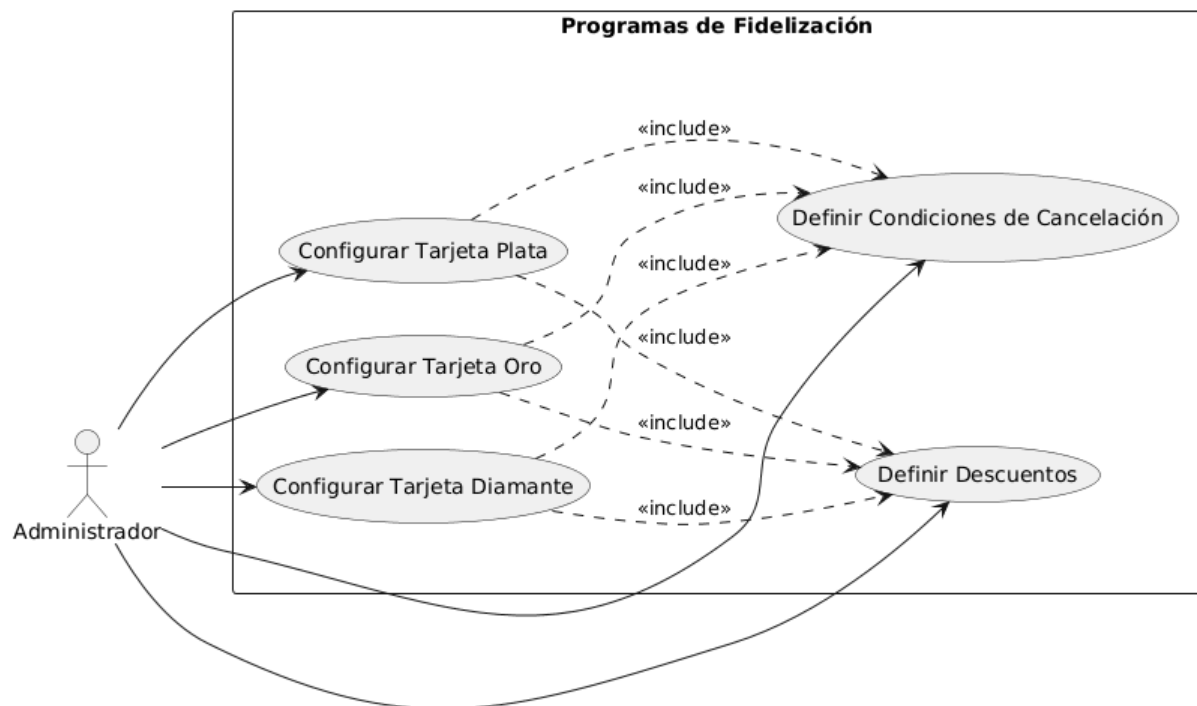 Programas de Fidelización
«include»
«include»
Definir Condiciones de Cancelación
Configurar Tarjeta Plata
«include»
«include»
Configurar Tarjeta Oro
«include»
Definir Descuentos
Configurar Tarjeta Diamante
«include»
Administrador